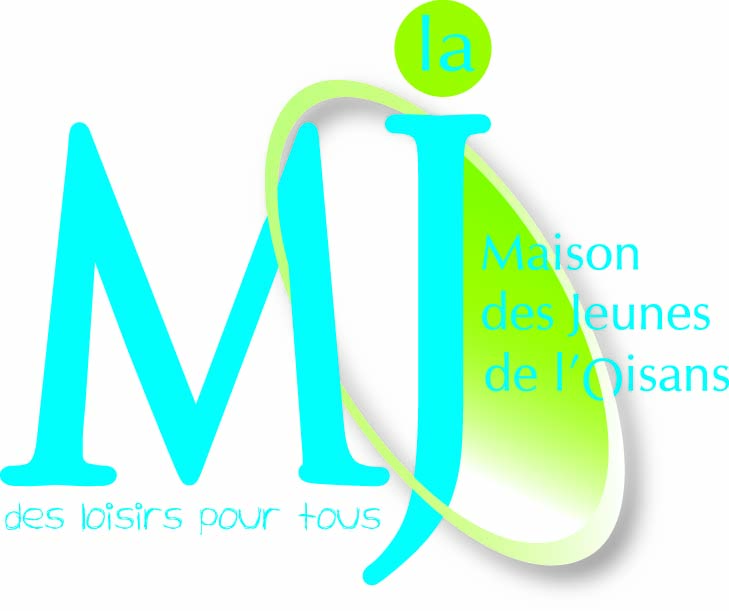 la
MJ
Maison
des Jeunes
de l'Oisans
des loisirs pour tous